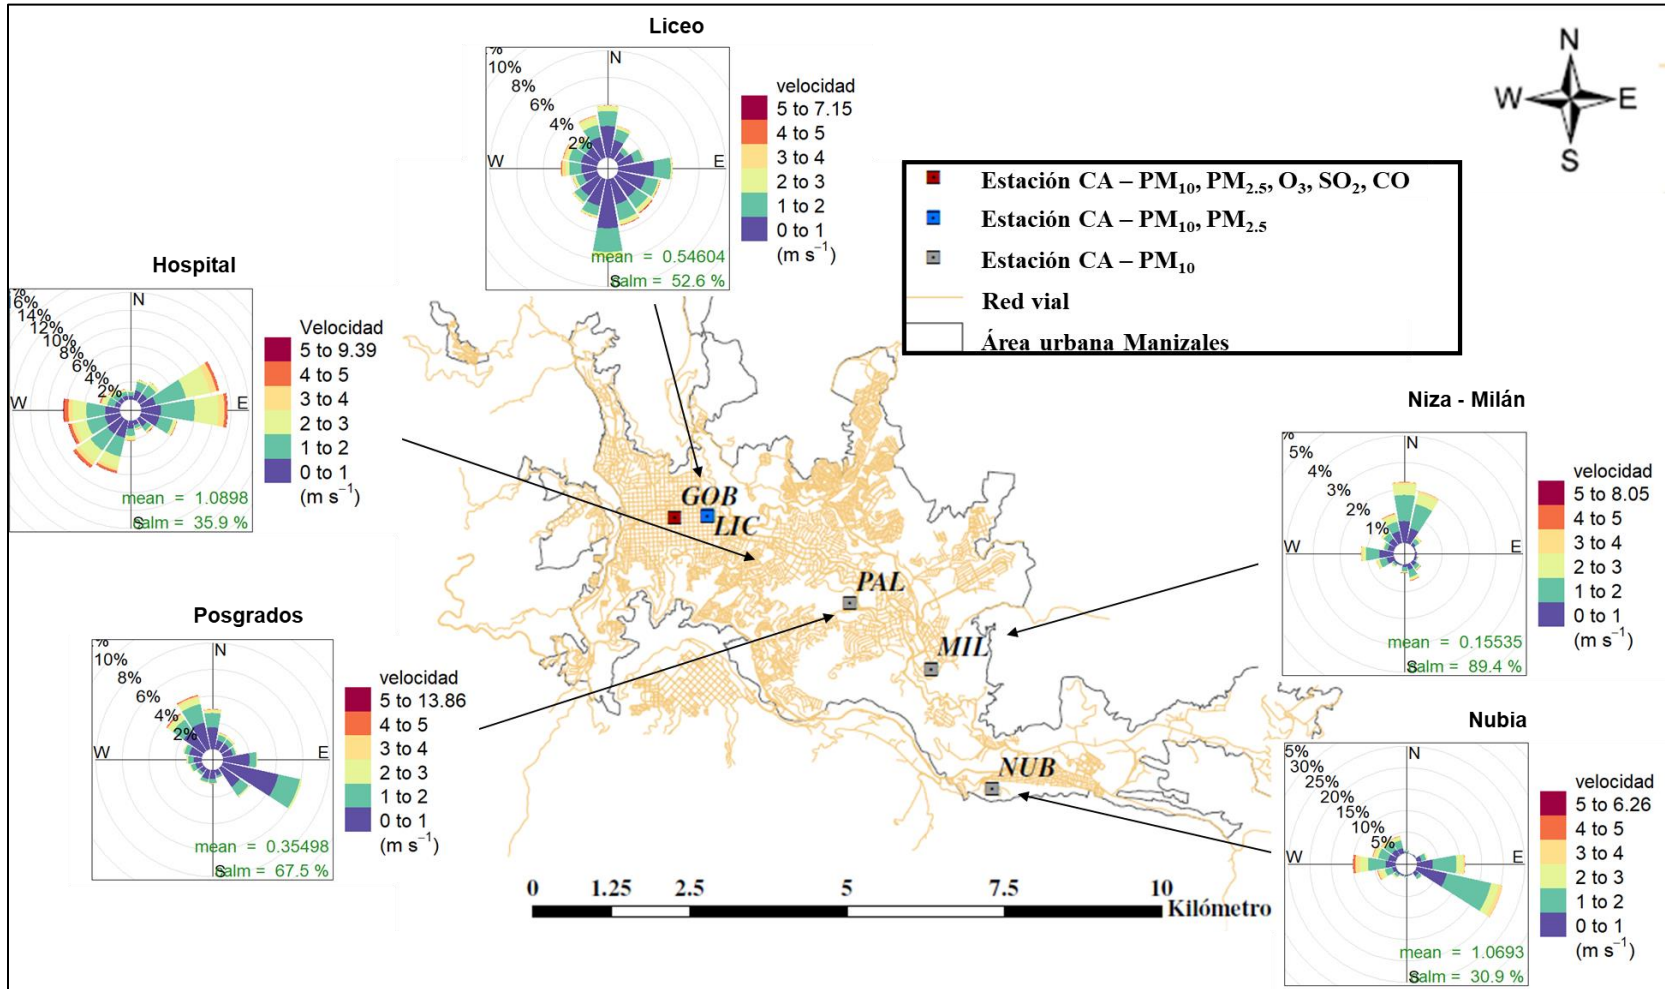 Liceo
.%
10%
8%
6%
4%
2%
N
W
E
S
mean = 0.54604
calm = 52.6 %
velocidad
5 to 7.15
4 to 5
3 to 4
2 to 3
1 to 2
0 to 1
(m s⁻¹)
N
W
E
S
Estación CA – PM₁₀, PM₂.₅, O₃, SO₂, CO
Estación CA – PM₁₀, PM₂.₅
Estación CA – PM₁₀
Red vial
Área urbana Manizales
Hospital
16%
14%
12%
10%
8%
6%
4%
2%
N
W
E
S
mean = 1.0898
calm = 35.9 %
Velocidad
5 to 9.39
4 to 5
3 to 4
2 to 3
1 to 2
0 to 1
(m s⁻¹)
Niza - Milán
%
5%
4%
3%
2%
1%
N
W
E
S
mean = 0.15535
calm = 89.4 %
velocidad
5 to 8.05
4 to 5
3 to 4
2 to 3
1 to 2
0 to 1
(m s⁻¹)
GOB
LIC
PAL
MIL
NUB
Posgrados
%
10%
8%
6%
4%
2%
N
W
E
S
mean = 0.35498
calm = 67.5 %
velocidad
5 to 13.86
4 to 5
3 to 4
2 to 3
1 to 2
0 to 1
(m s⁻¹)
Nubia
5%
30%
25%
20%
15%
10%
5%
N
W
E
S
mean = 1.0693
calm = 30.9 %
velocidad
5 to 6.26
4 to 5
3 to 4
2 to 3
1 to 2
0 to 1
(m s⁻¹)
0 1.25 2.5 5 7.5 10
Kilómetro